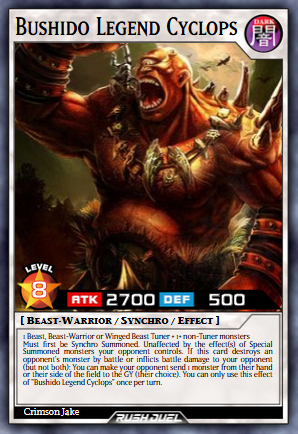 Bushido Legend Cyclops
DARK
闇
LEVEL
8
ATK 2700 DEF 500
[ Beast-Warrior / Synchro / Effect ]
1 Beast, Beast-Warrior or Winged Beast Tuner + 1+ non-Tuner monsters
Must first be Synchro Summoned. Unaffected by the effect(s) of Special
Summoned monsters your opponent controls. If this card destroys an
opponent's monster by battle or inflicts battle damage to your opponent
(but not both): You can make your opponent send 1 monster from their hand
or their side of the field to the GY (their choice). You can only use this effect
of "Bushido Legend Cyclops" once per turn.
Crimson Jake
RUSH DUEL